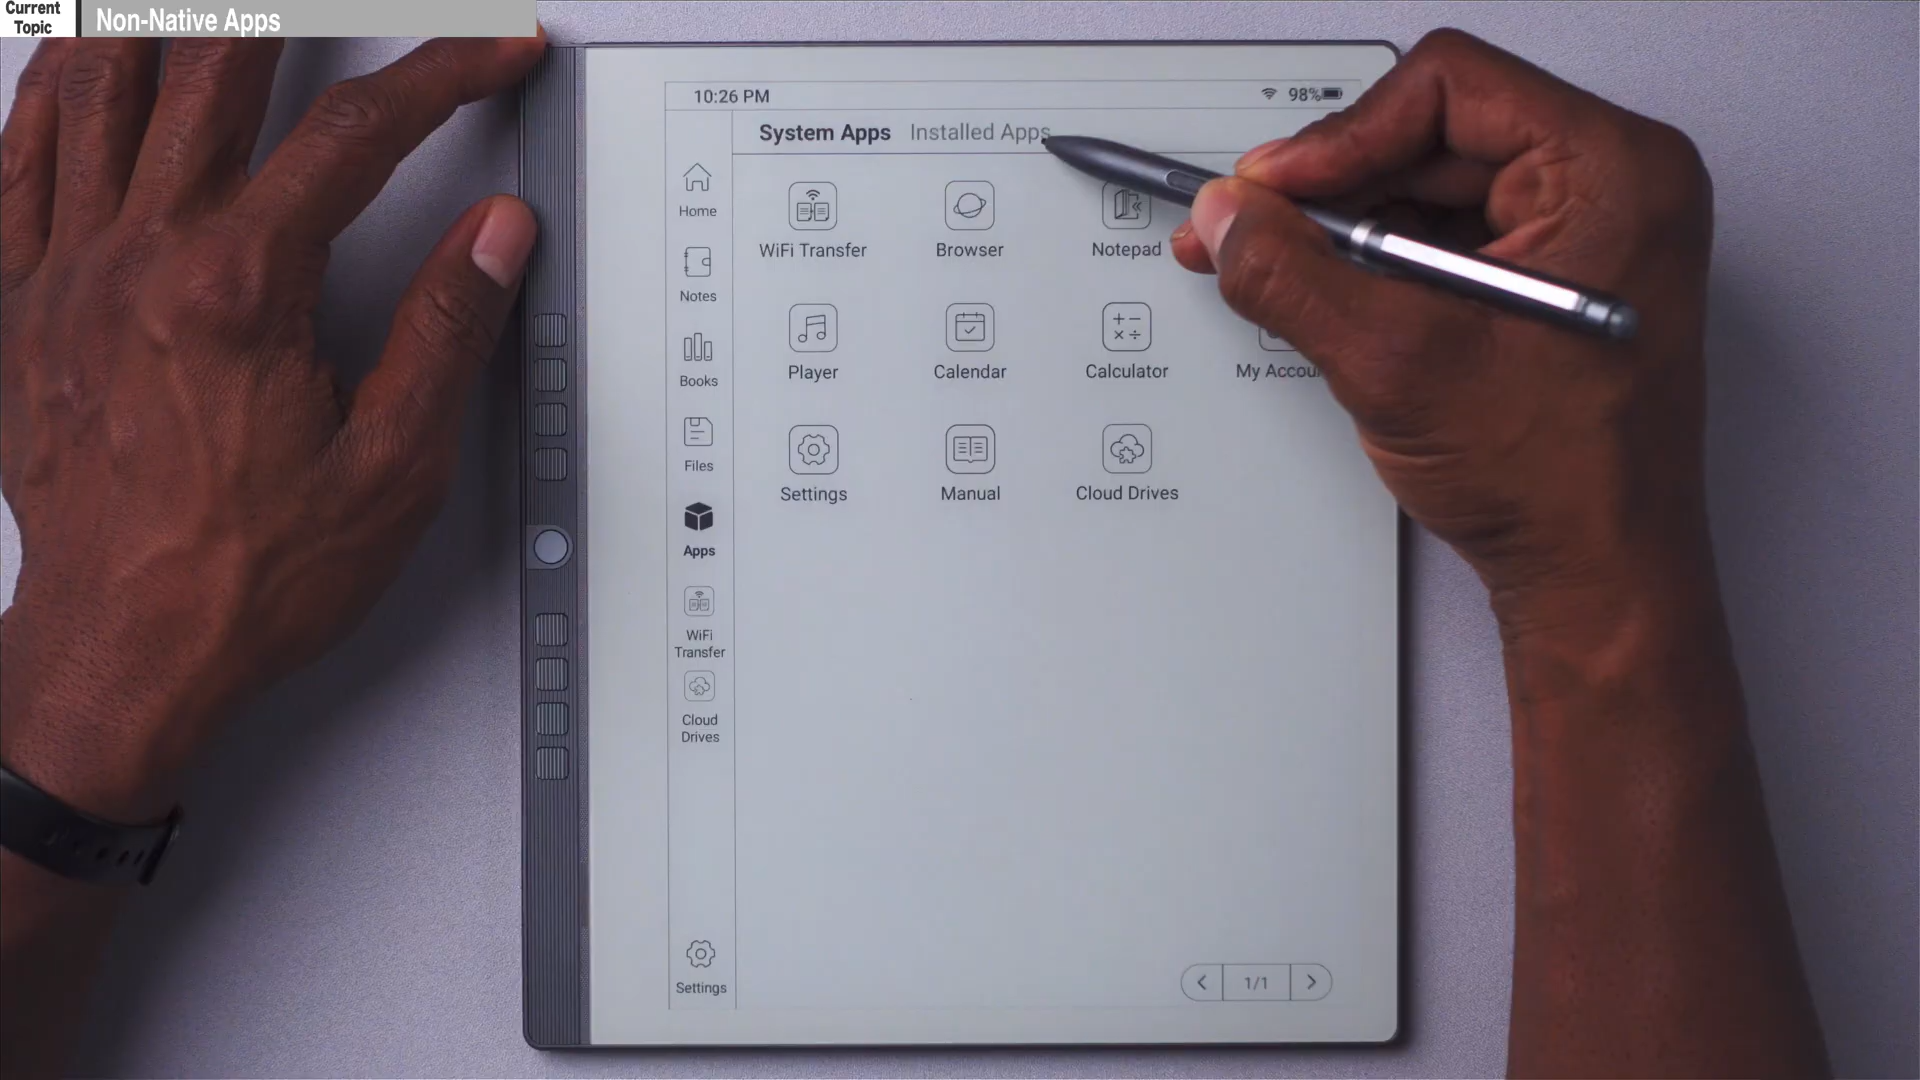 Current
Topic
Non-Native Apps
10:26 PM
98%
System Apps
Installed Apps
Home
Notes
Books
Files
Apps
WiFi
Transfer
Cloud
Drives
Settings
WiFi Transfer
Browser
Notepad
Player
Calendar
Calculator
My
Settings
Manual
Cloud Drives
1/1